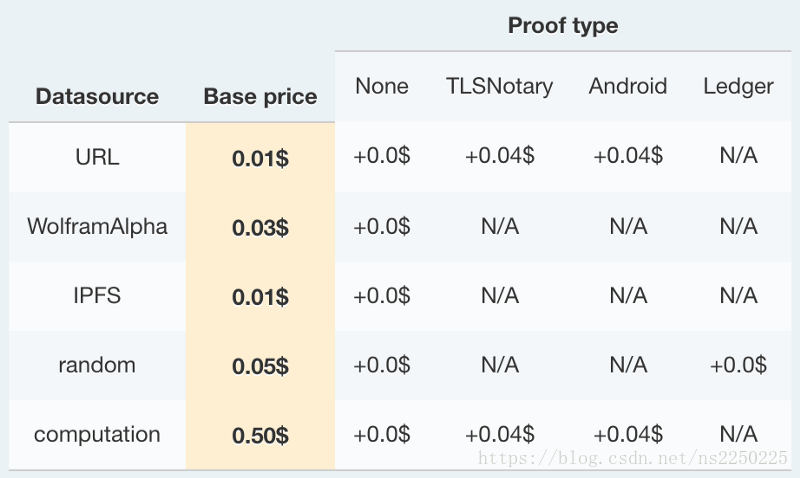 Proof type
Datasource Base price None TLSNotary Android Ledger
URL 0.01$ +0.0$ +0.04$ +0.04$ N/A
WolframAlpha 0.03$ +0.0$ N/A N/A N/A
IPFS 0.01$ +0.0$ N/A N/A N/A
random 0.05$ +0.0$ N/A N/A +0.0$
computation 0.50$ +0.0$ +0.04$ +0.04$ N/A
https://blog.csdn.net/ns2250225